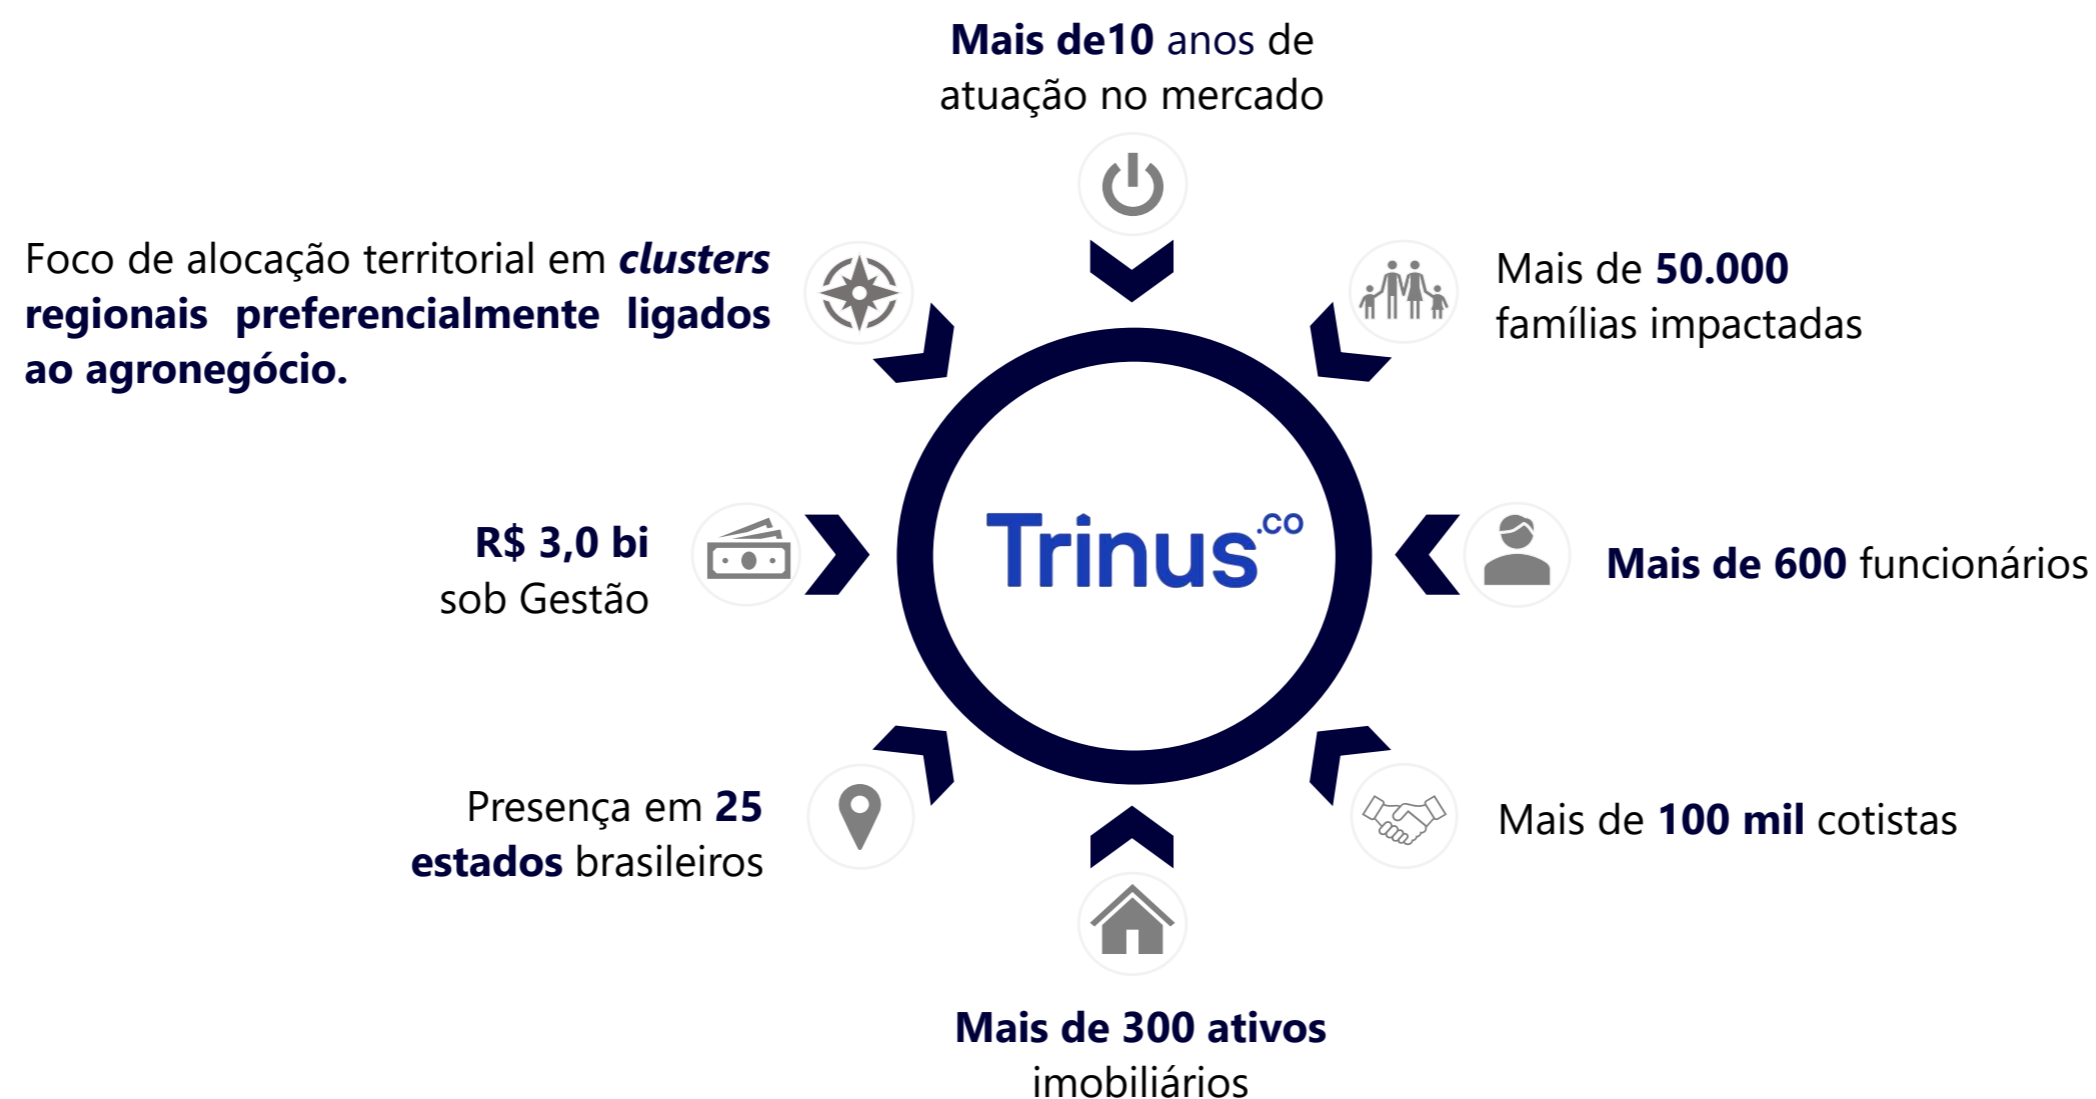 Mais de10 anos de
atuação no mercado
Foco de alocação territorial em clusters
regionais preferencialmente ligados
ao agronegócio.
Mais de 50.000
famílias impactadas
R$ 3,0 bi
sob Gestão
Trinus.co
Mais de 600 funcionários
Presença em 25
estados brasileiros
Mais de 100 mil cotistas
Mais de 300 ativos
imobiliários